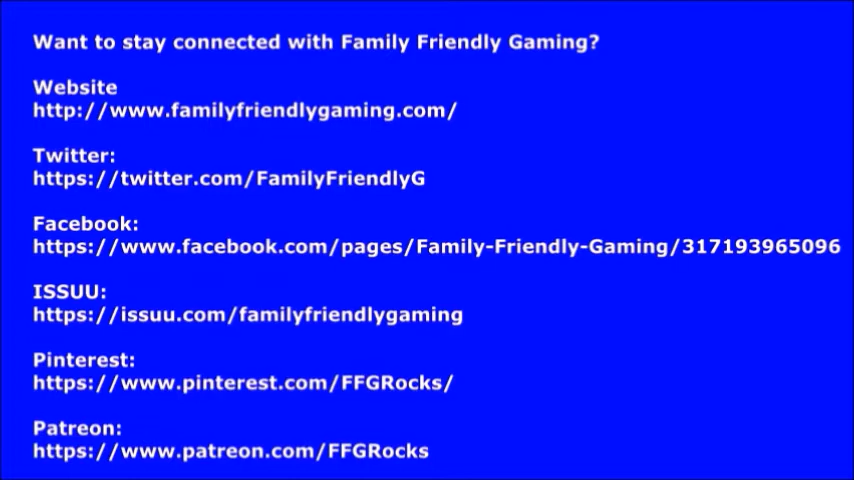 Want to stay connected with Family Friendly Gaming?
Website
http://www.familyfriendlygaming.com/
Twitter:
https://twitter.com/FamilyFriendlyG
Facebook:
https://www.facebook.com/pages/Family-Friendly-Gaming/317193965096
ISSUU:
https://issuu.com/familyfriendlygaming
Pinterest:
https://www.pinterest.com/FFGRocks/
Patreon:
https://www.patreon.com/FFGRocks